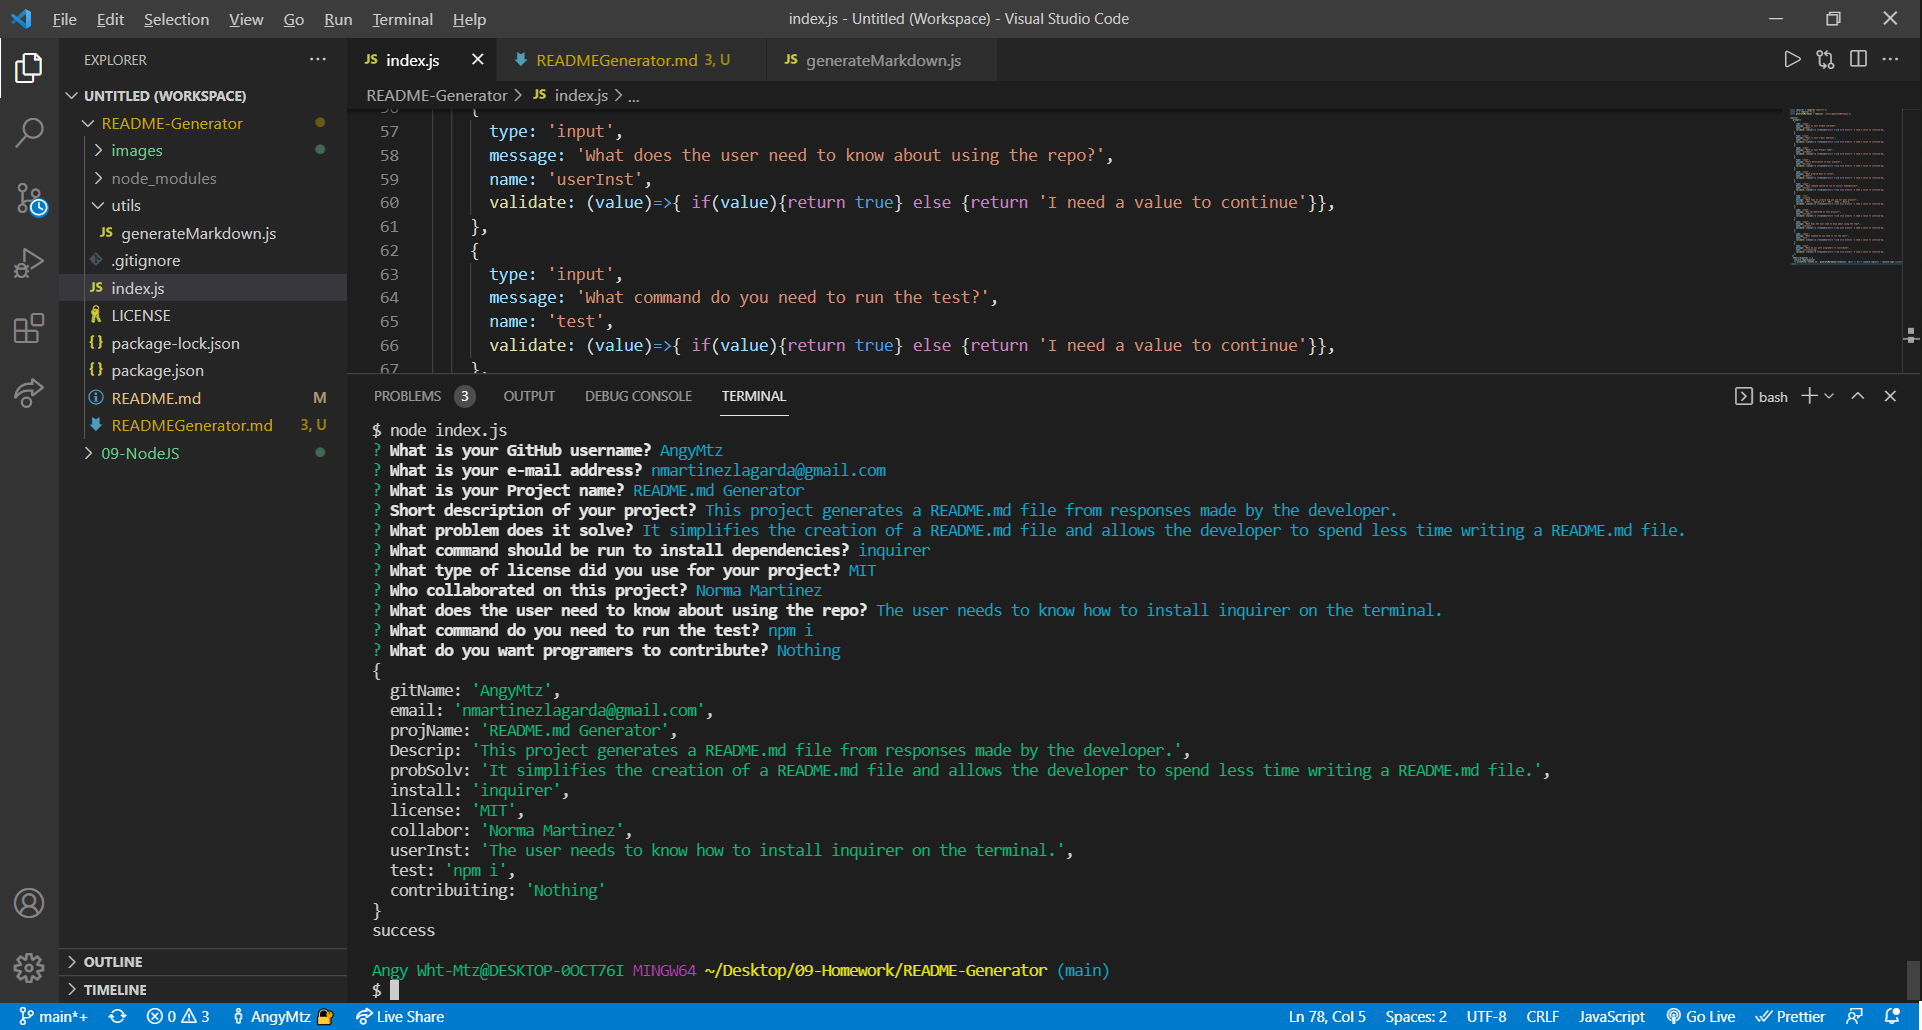 File Edit Selection View Go Run Terminal Help
index.js - Untitled (Workspace) - Visual Studio Code
EXPLORER
UNTITLED (WORKSPACE)
README-Generator
images
node_modules
utils
JS generateMarkdown.js
.gitignore
JS index.js
LICENSE
{} package-lock.json
{} package.json
README.md M
READMEGenerator.md 3, U
09-NodeJS
OUTLINE
TIMELINE
JS index.js READMEGenerator.md 3, U JS generateMarkdown.js
README-Generator > JS index.js > ...
56 {
57 type: 'input',
58 message: 'What does the user need to know about using the repo?',
59 name: 'userInst',
60 validate: (value)=>{ if(value){return true} else {return 'I need a value to continue'}},
61 },
62 {
63 type: 'input',
64 message: 'What command do you need to run the test?',
65 name: 'test',
66 validate: (value)=>{ if(value){return true} else {return 'I need a value to continue'}},
67 },
PROBLEMS 3 OUTPUT DEBUG CONSOLE TERMINAL
bash
$ node index.js
? What is your GitHub username? AngyMtz
? What is your e-mail address? nmartinezlagarda@gmail.com
? What is your Project name? README.md Generator
? Short description of your project? This project generates a README.md file from responses made by the developer.
? What problem does it solve? It simplifies the creation of a README.md file and allows the developer to spend less time writing a README.md file.
? What command should be run to install dependencies? inquirer
? What type of license did you use for your project? MIT
? Who collaborated on this project? Norma Martinez
? What does the user need to know about using the repo? The user needs to know how to install inquirer on the terminal.
? What command do you need to run the test? npm i
? What do you want programers to contribute? Nothing
{
gitName: 'AngyMtz',
email: 'nmartinezlagarda@gmail.com',
projName: 'README.md Generator',
Descrip: 'This project generates a README.md file from responses made by the developer.',
probSolv: 'It simplifies the creation of a README.md file and allows the developer to spend less time writing a README.md file.',
install: 'inquirer',
license: 'MIT',
collabor: 'Norma Martinez',
userInst: 'The user needs to know how to install inquirer on the terminal.',
test: 'npm i',
contribuiting: 'Nothing'
}
success
Angy Wht-Mtz@DESKTOP-0OCT76I MINGW64 ~/Desktop/09-Homework/README-Generator (main)
$
main*+ 0 3 AngyMtz Live Share Ln 78, Col 5 Spaces: 2 UTF-8 CRLF JavaScript Go Live Prettier